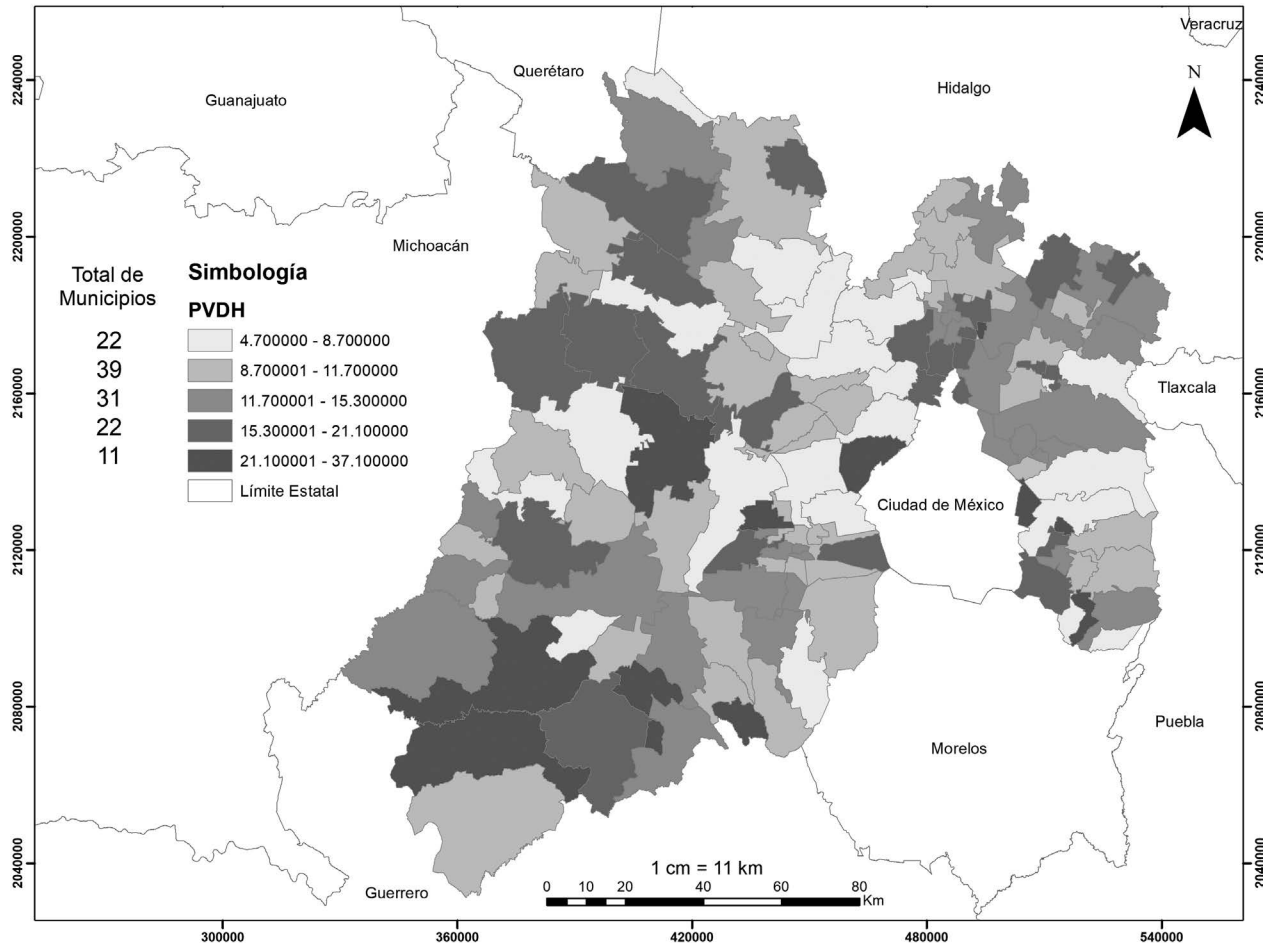 Veracruz
Querétaro
N
Guanajuato
Hidalgo
Michoacán
Total de
Municipios
Simbología
PVDH
22
4.700000 - 8.700000
39
8.700001 - 11.700000
31
11.700001 - 15.300000
22
15.300001 - 21.100000
11
21.100001 - 37.100000
Límite Estatal
Tlaxcala
Ciudad de México
Puebla
Morelos
Guerrero
1 cm = 11 km
0 10 20 40 60 80
Km
2240000
2200000
2160000
2120000
2080000
2040000
2240000
2200000
2160000
2120000
2080000
2040000
300000 360000 420000 480000 540000